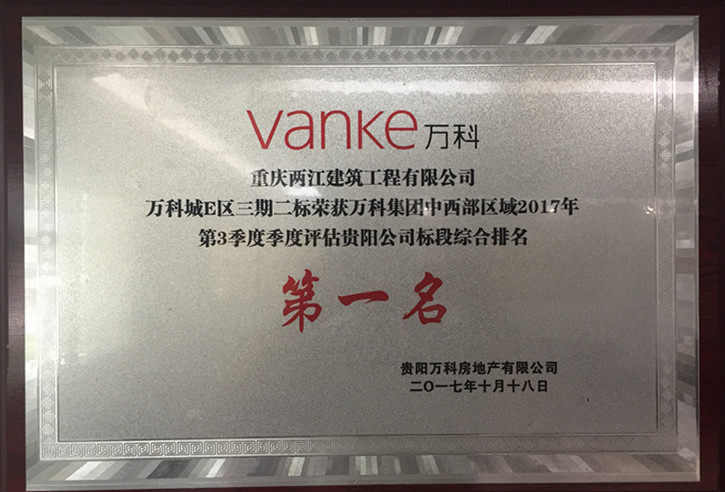 vanke万科
重庆两江建筑工程有限公司
万科城E区三期二标荣获万科集团中西部区域2017年
第3季度季度评估贵阳公司标段综合排名
第一名
贵阳万科房地产有限公司
二〇一七年十月十八日